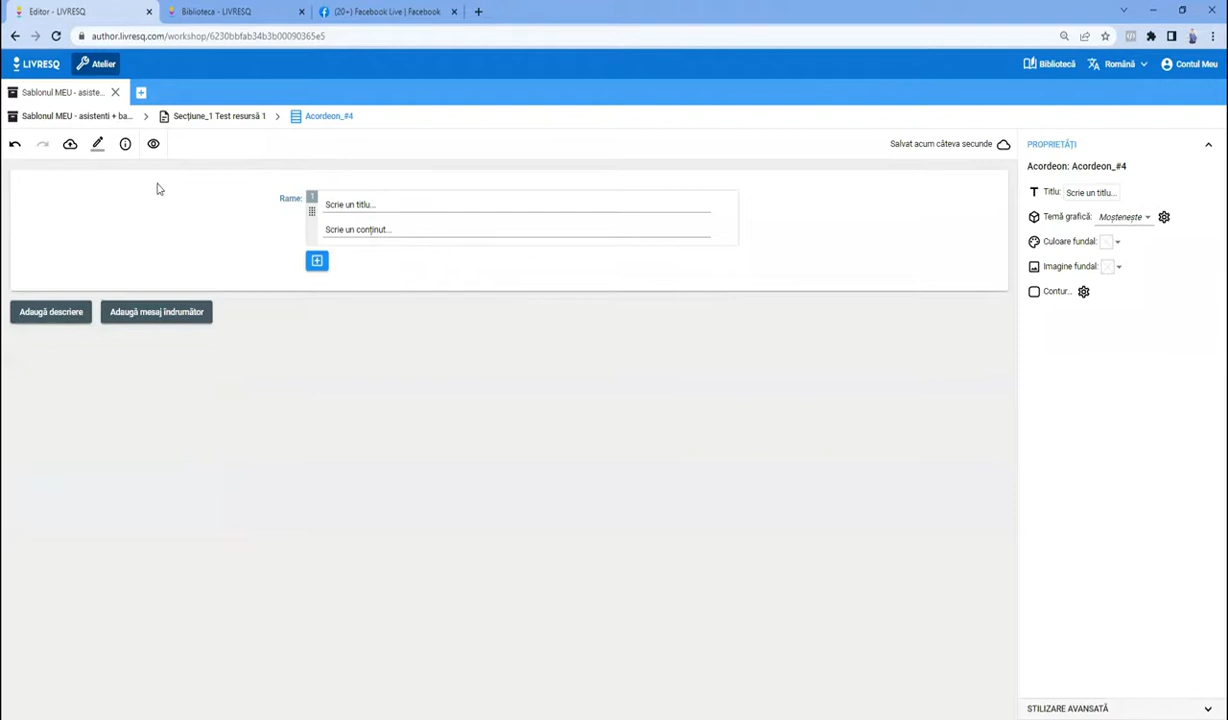 Editor - LIVRESQ
Biblioteca - LIVRESQ
(20+) Facebook Live | Facebook
author.livresq.com/workshop/6230bbfab34b3b00090365e5
LIVRESQ
Atelier
Bibliotecă
Română
Contul Meu
Sablonul MEU - asiste...
Sablonul MEU - asistenti + ba...
Secțiune_1 Test resursă 1
Acordeon_#4
Salvat acum câteva secunde
PROPRIETĂȚI
Acordeon: Acordeon_#4
Titlu: Scrie un titlu...
Temă grafică: Moștenește
Culoare fundal:
Imagine fundal:
Contur...
Rame:
1
Scrie un titlu...
Scrie un conținut...
Adaugă descriere
Adaugă mesaj îndrumător
STILIZARE AVANSATĂ